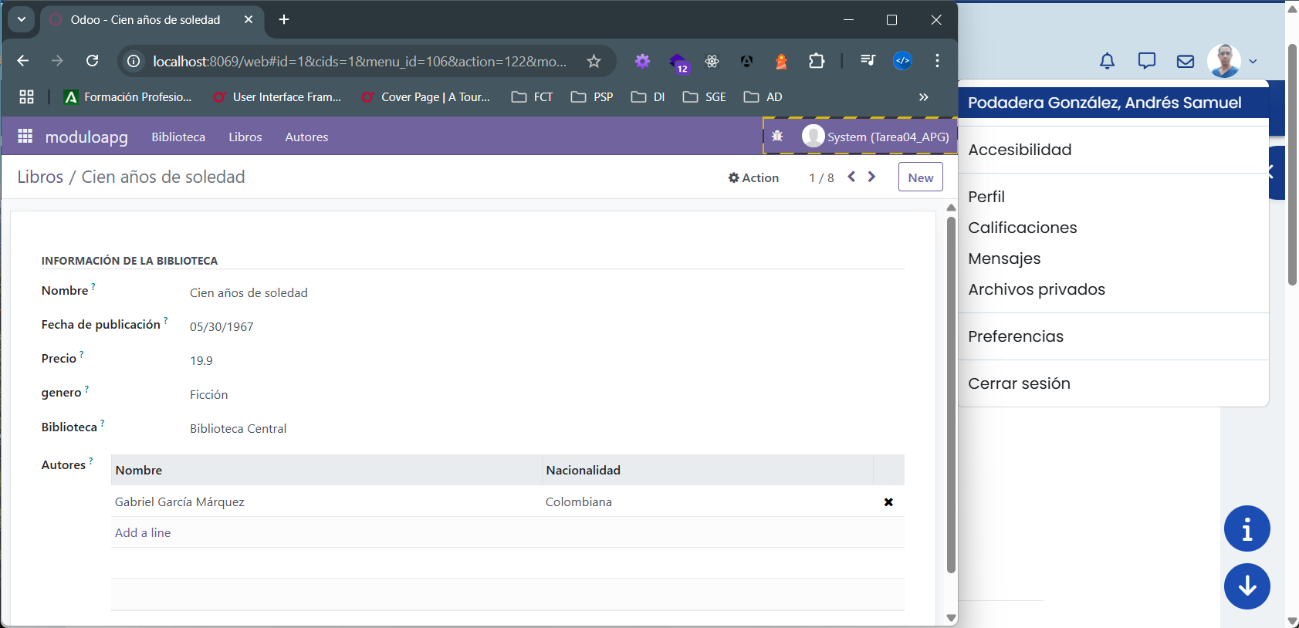 Odoo - Cien años de soledad
localhost:8069/web#id=1&cids=1&menu_id=106&action=122&mo...
12
Formación Profesio...
User Interface Fram...
Cover Page | A Tour...
FCT
PSP
DI
SGE
AD
»
moduloapg
Biblioteca
Libros
Autores
System (Tarea04_APG)
Libros / Cien años de soledad
Action
1 / 8
New
INFORMACIÓN DE LA BIBLIOTECA
Nombre ?
Cien años de soledad
Fecha de publicación ?
05/30/1967
Precio ?
19.9
genero ?
Ficción
Biblioteca ?
Biblioteca Central
Autores ?
Nombre
Nacionalidad
Gabriel García Márquez
Colombiana
Add a line
Podadera González, Andrés Samuel
Accesibilidad
Perfil
Calificaciones
Mensajes
Archivos privados
Preferencias
Cerrar sesión